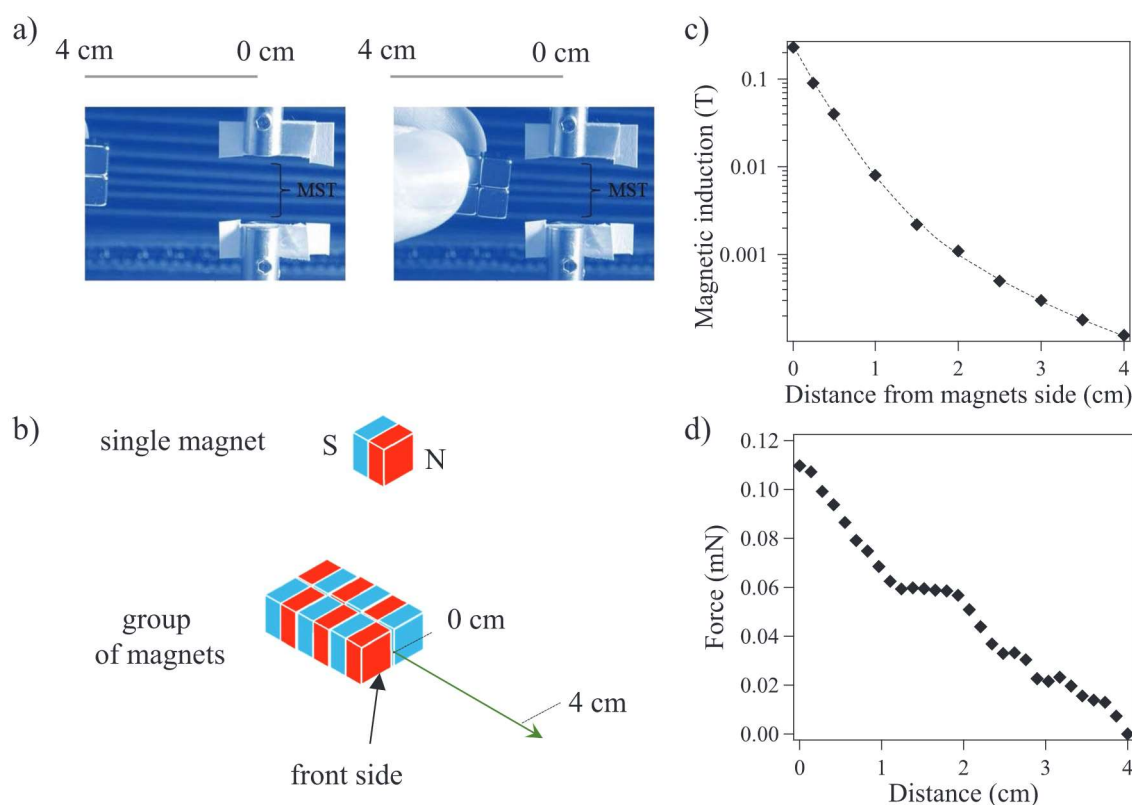 a)
4 cm
0 cm
4 cm
0 cm
MST
MST
b)
single magnet
S
N
group
of magnets
0 cm
4 cm
front side
c)
Magnetic induction (T)
0.1
0.01
0.001
0
1
2
3
4
Distance from magnets side (cm)
d)
Force (mN)
0.12
0.10
0.08
0.06
0.04
0.02
0.00
0
1
2
3
4
Distance (cm)